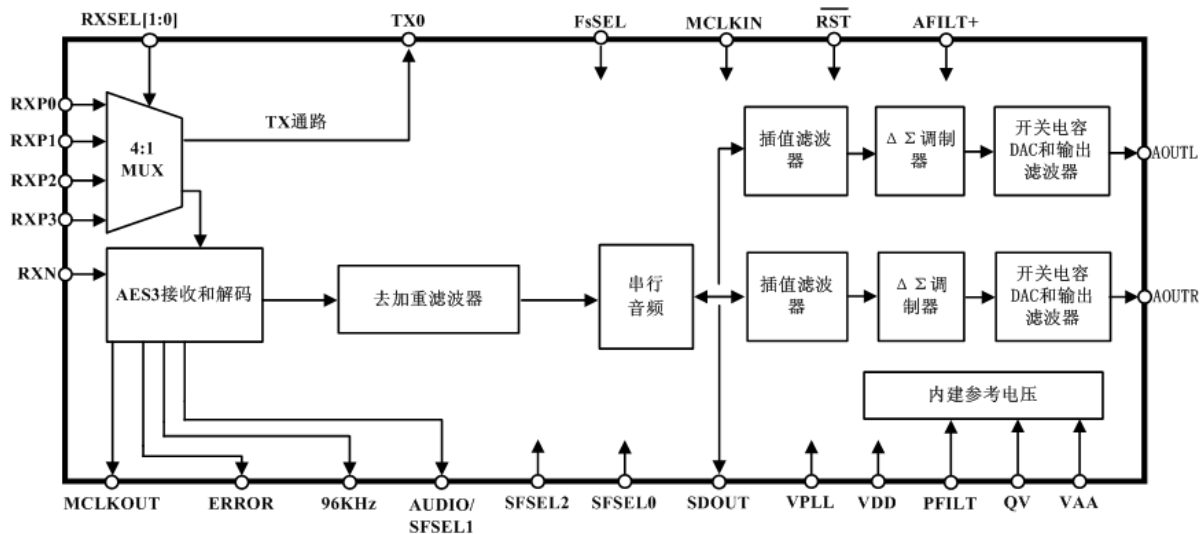 RXSEL[1:0]
TX0
FsSEL
MCLKIN
RST
AFILT+
RXP0
RXP1
RXP2
RXP3
RXN
4:1
MUX
TX通路
插值滤波
器
ΔΣ调制
器
开关电容
DAC和输出
滤波器
AOUTL
AES3接收和解码
去加重滤波器
串行
音频
插值滤波
器
ΔΣ调
制器
开关电容
DAC和输出
滤波器
AOUTR
内建参考电压
MCLKOUT
ERROR
96KHz
AUDIO/
SFSEL1
SFSEL2
SFSEL0
SDOUT
VPLL
VDD
PFILT
QV
VAA